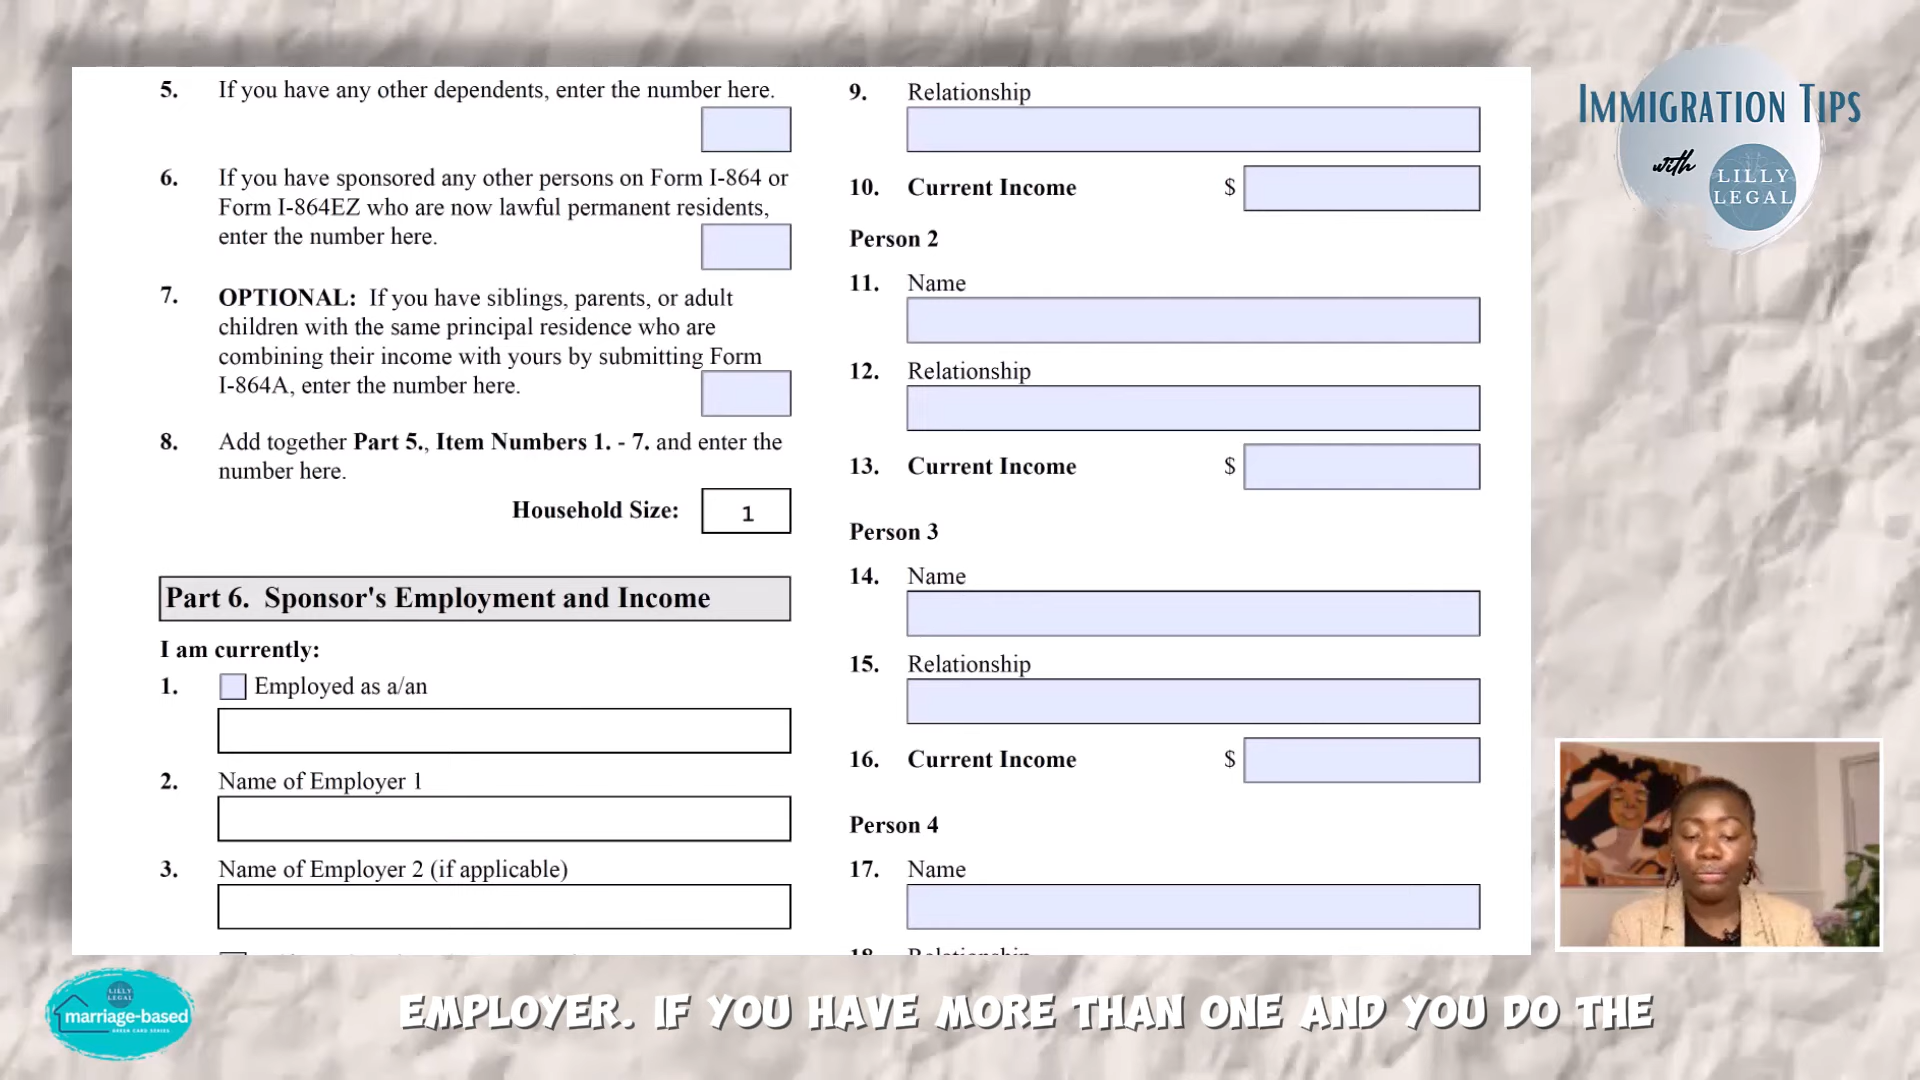 5. If you have any other dependents, enter the number here.
6. If you have sponsored any other persons on Form I-864 or
Form I-864EZ who are now lawful permanent residents,
enter the number here.
7. OPTIONAL: If you have siblings, parents, or adult
children with the same principal residence who are
combining their income with yours by submitting Form
I-864A, enter the number here.
8. Add together Part 5., Item Numbers 1. - 7. and enter the
number here.
Household Size: 1
Part 6. Sponsor's Employment and Income
I am currently:
1. Employed as a/an
2. Name of Employer 1
3. Name of Employer 2 (if applicable)
9. Relationship
10. Current Income $
Person 2
11. Name
12. Relationship
13. Current Income $
Person 3
14. Name
15. Relationship
16. Current Income $
Person 4
17. Name
18. Relationship
IMMIGRATION TIPS
with
LILLY
LEGAL
LILLY
LEGAL
marriage-based
GREEN CARD SERIES
EMPLOYER. IF YOU HAVE MORE THAN ONE AND YOU DO THE